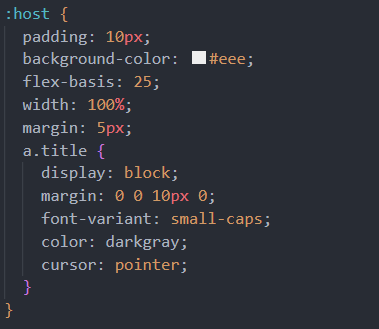 :host {
  padding: 10px;
  background-color: #eee;
  flex-basis: 25;
  width: 100%;
  margin: 5px;
  a.title {
    display: block;
    margin: 0 0 10px 0;
    font-variant: small-caps;
    color: darkgray;
    cursor: pointer;
  }
}